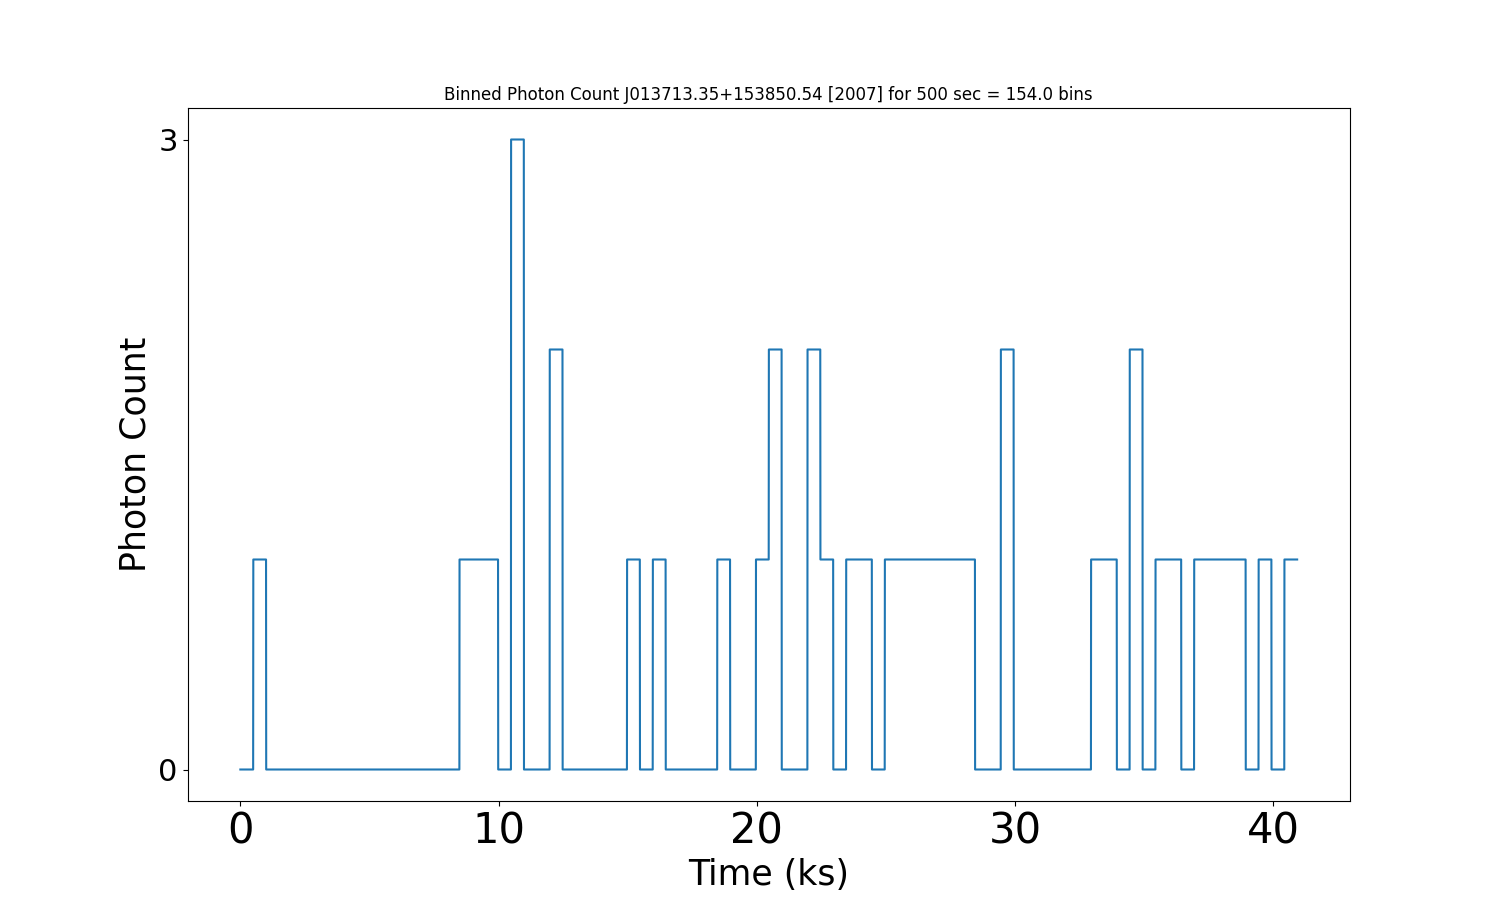 Binned Photon Count J013713.35+153850.54 [2007] for 500 sec = 154.0 bins
3
Photon Count
0
0 10 20 30 40
Time (ks)